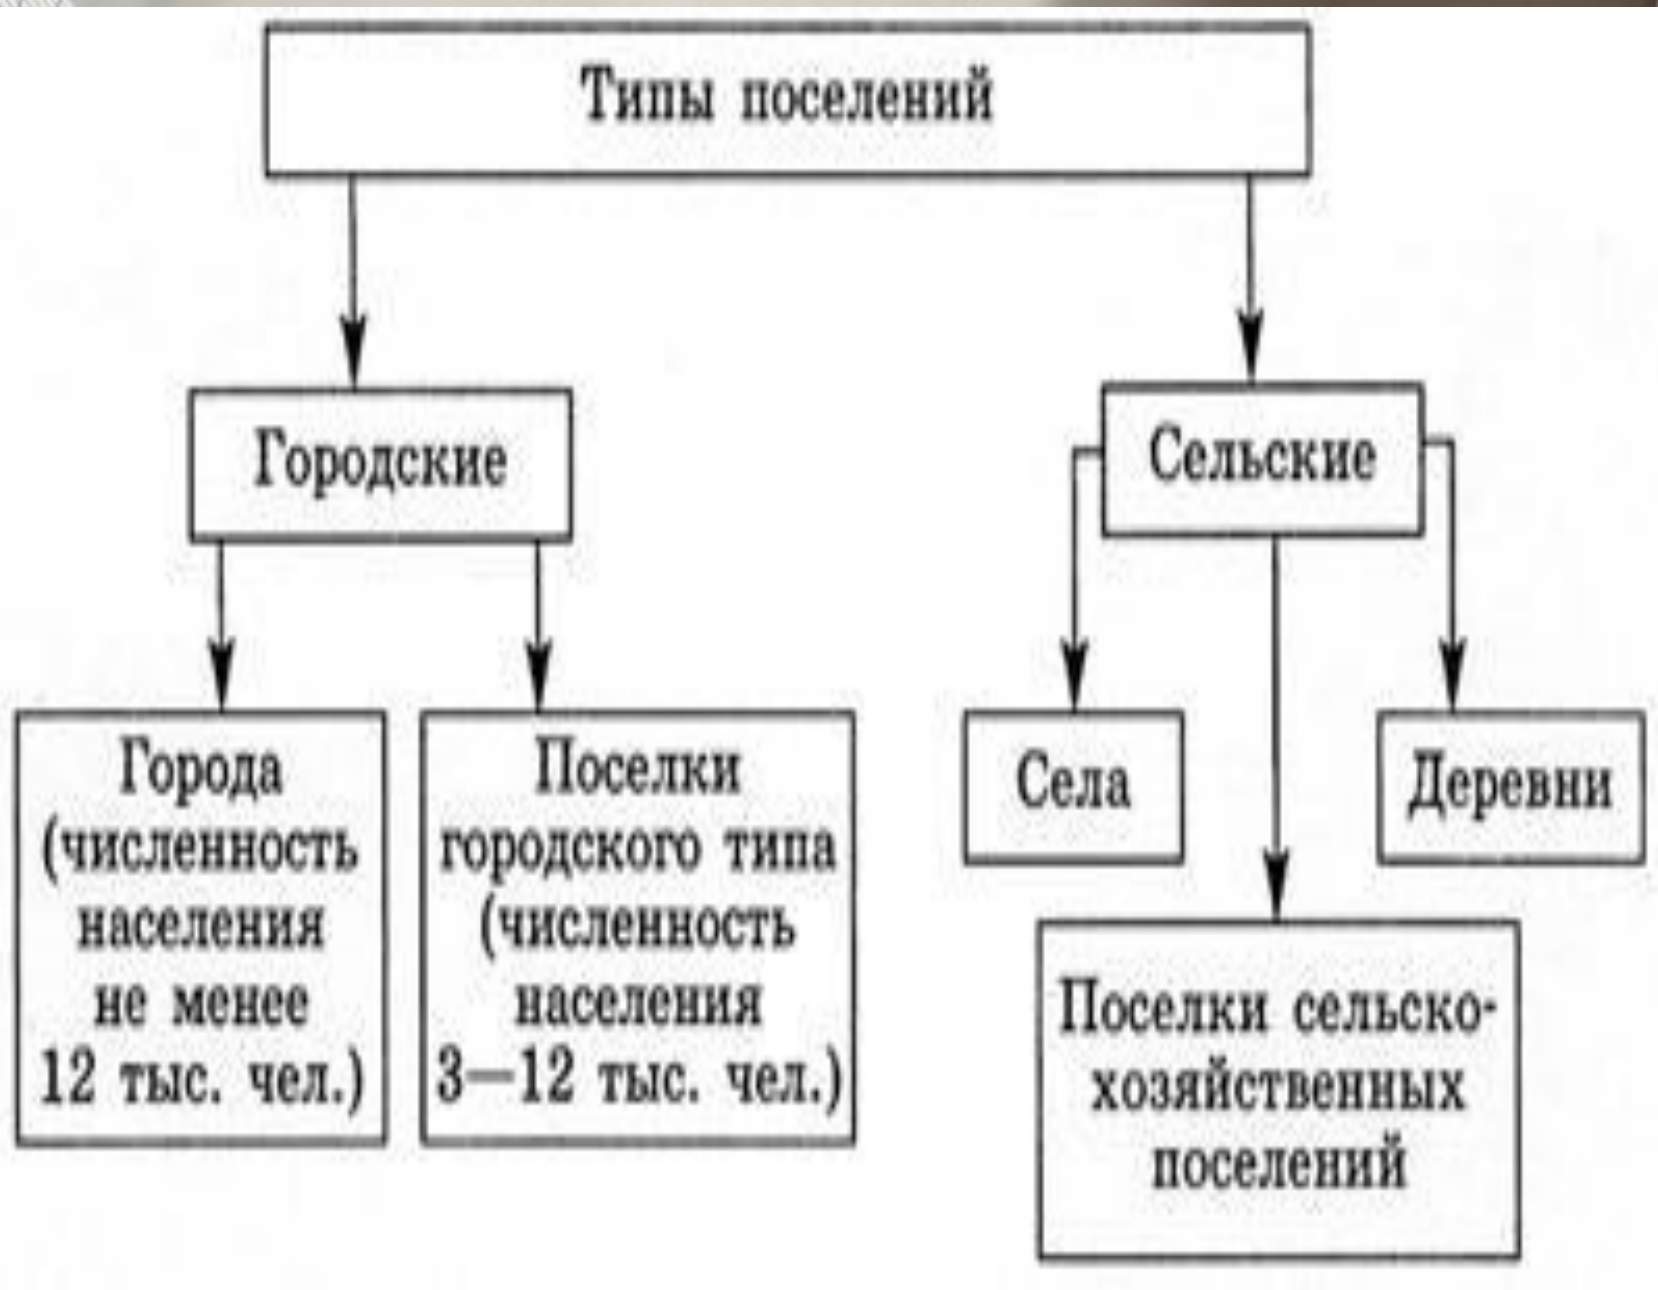 Типы поселений
Городские
Сельские
Города
(численность
населения
не менее
12 тыс. чел.)
Поселки
городского типа
(численность
населения
3—12 тыс. чел.)
Села
Деревни
Поселки сельско-
хозяйственных
поселений